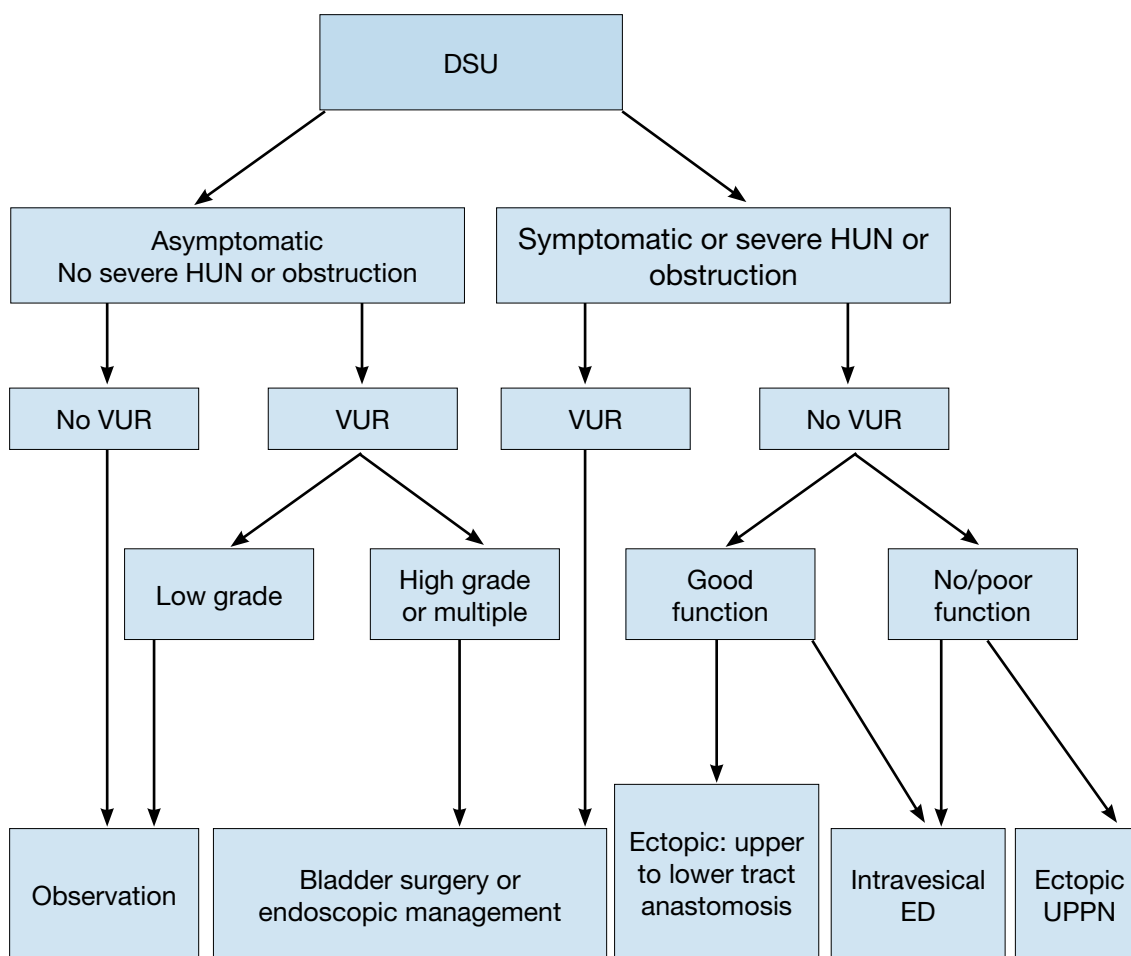 DSU
Asymptomatic
No severe HUN or obstruction
Symptomatic or severe HUN or
obstruction
No VUR
VUR
VUR
No VUR
Low grade
High grade
or multiple
Good
function
No/poor
function
Observation
Bladder surgery or
endoscopic management
Ectopic: upper
to lower tract
anastomosis
Intravesical
ED
Ectopic
UPPN